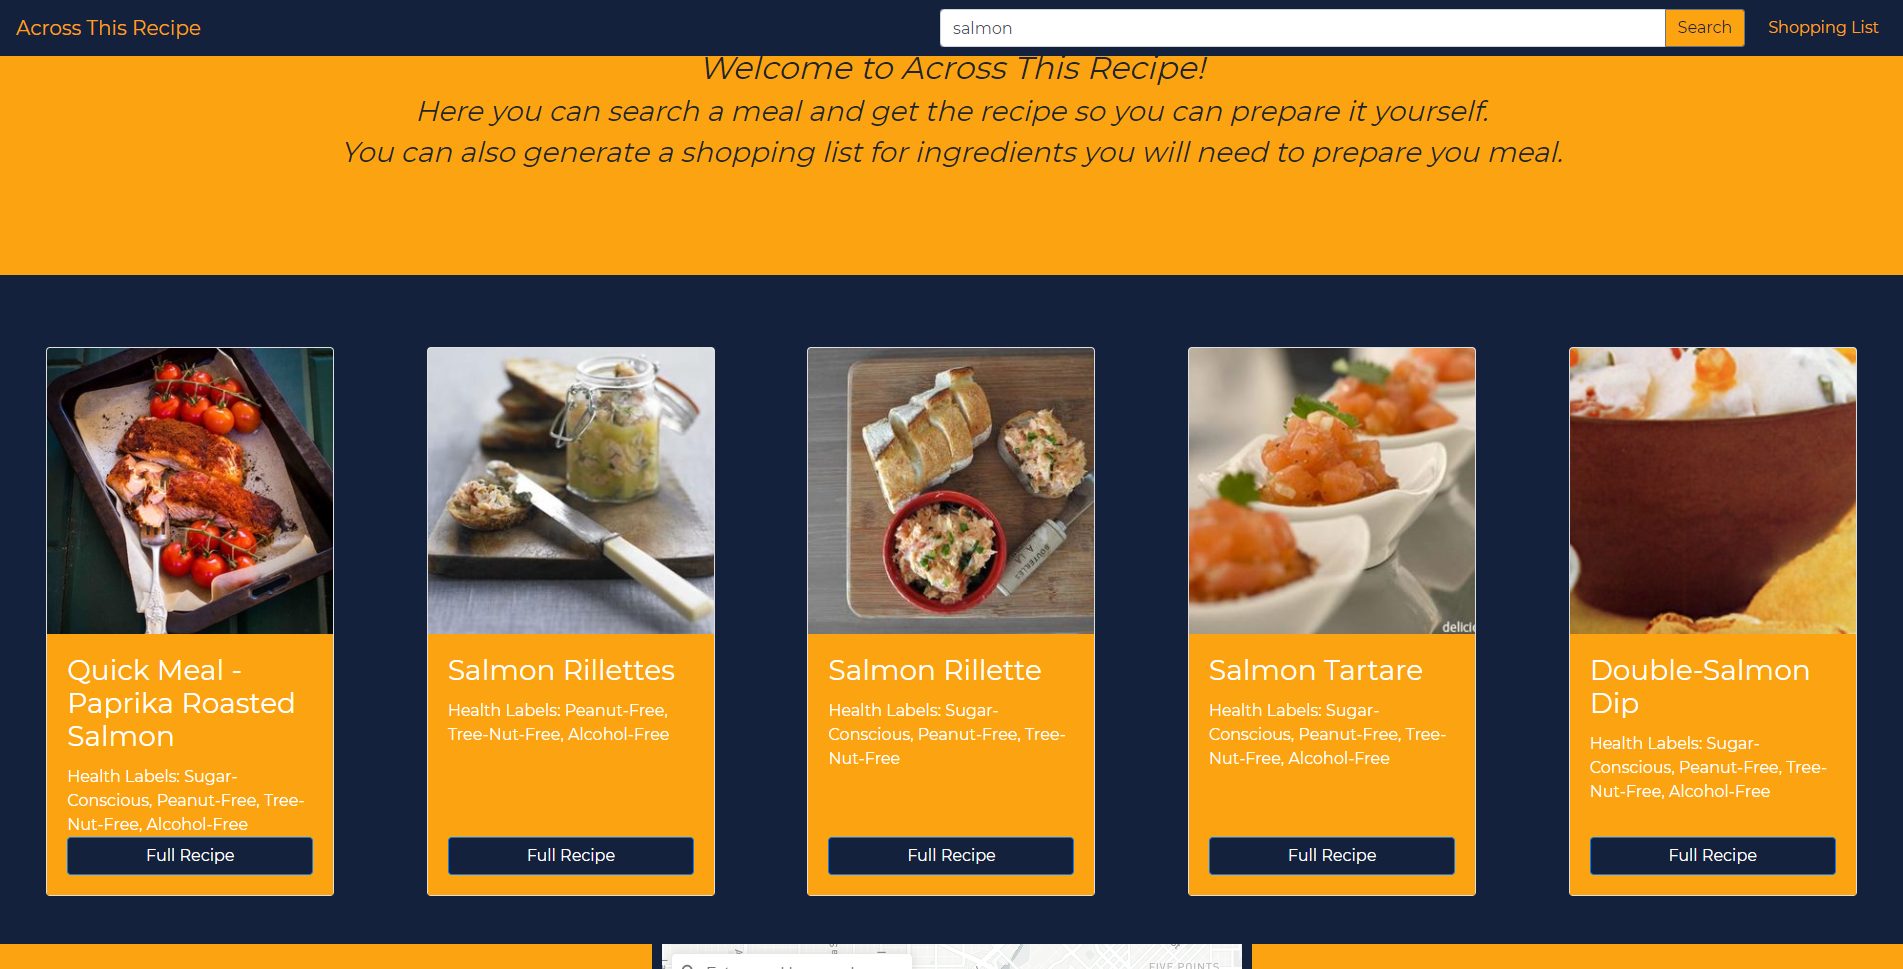 Across This Recipe
salmon
Search
Shopping List
Welcome to Across This Recipe!
Here you can search a meal and get the recipe so you can prepare it yourself.
You can also generate a shopping list for ingredients you will need to prepare you meal.
delici
Quick Meal -
Paprika Roasted
Salmon
Health Labels: Sugar-
Conscious, Peanut-Free, Tree-
Nut-Free, Alcohol-Free
Full Recipe
Salmon Rillettes
Health Labels: Peanut-Free,
Tree-Nut-Free, Alcohol-Free
Full Recipe
Salmon Rillette
Health Labels: Sugar-
Conscious, Peanut-Free, Tree-
Nut-Free
Full Recipe
Salmon Tartare
Health Labels: Sugar-
Conscious, Peanut-Free, Tree-
Nut-Free, Alcohol-Free
Full Recipe
Double-Salmon
Dip
Health Labels: Sugar-
Conscious, Peanut-Free, Tree-
Nut-Free, Alcohol-Free
Full Recipe
FIVE POINTS